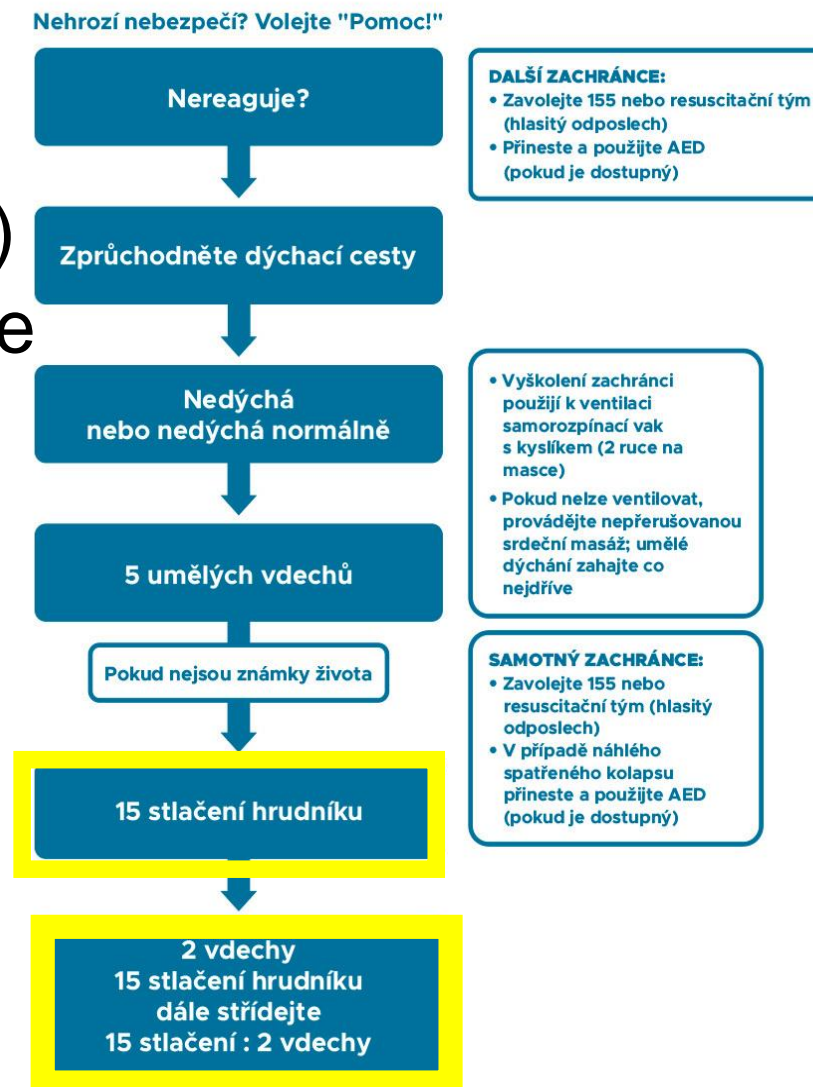 Nehrozí nebezpečí? Volejte "Pomoc!"
Nereaguje?
DALŠÍ ZACHRÁNCE:
• Zavolejte 155 nebo resuscitační tým
(hlasitý odposlech)
• Přineste a použijte AED
(pokud je dostupný)
)
Zprůchodněte dýchací cesty
e
Nedýchá
nebo nedýchá normálně
• Vyškolení zachránci
použijí k ventilaci
samorozpínací vak
s kyslíkem (2 ruce na
masce)
• Pokud nelze ventilovat,
provádějte nepřerušovanou
srdeční masáž; umělé
dýchání zahajte co
nejdříve
5 umělých vdechů
Pokud nejsou známky života
SAMOTNÝ ZACHRÁNCE:
• Zavolejte 155 nebo
resuscitační tým (hlasitý
odposlech)
• V případě náhlého
spatřeného kolapsu
přineste a použijte AED
(pokud je dostupný)
15 stlačení hrudníku
2 vdechy
15 stlačení hrudníku
dále střídejte
15 stlačení : 2 vdechy